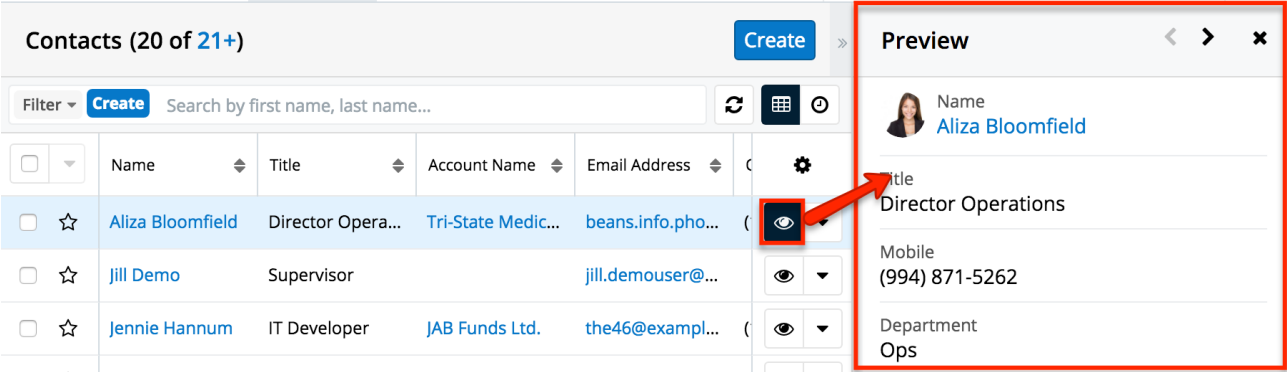 Contacts (20 of 21+)
Create
»
Filter
Create
Search by first name, last name...
Name
Title
Account Name
Email Address
Aliza Bloomfield
Director Opera...
Tri-State Medic...
beans.info.pho...
Jill Demo
Supervisor
jill.demouser@...
Jennie Hannum
IT Developer
JAB Funds Ltd.
the46@exampl...
Preview
Name
Aliza Bloomfield
Title
Director Operations
Mobile
(994) 871-5262
Department
Ops